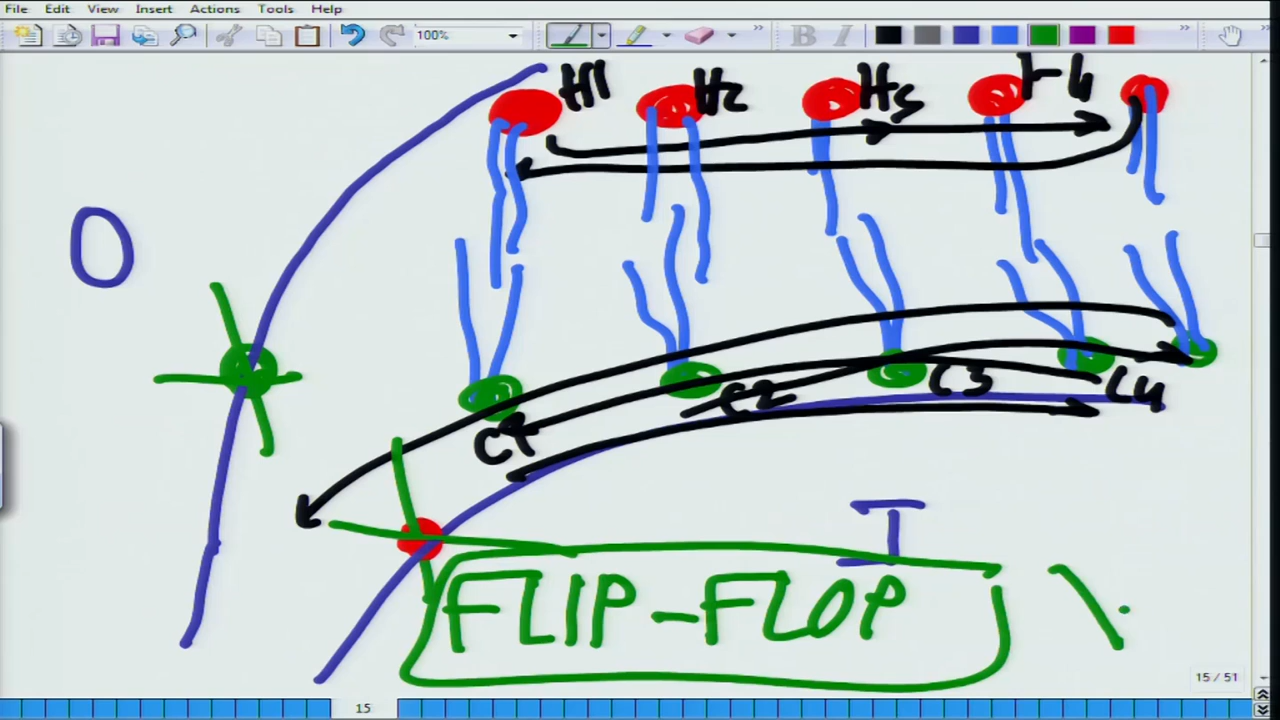 File Edit View Insert Actions Tools Help
100%
B I
H1 H2 H3 H4
O
C1 C2 C3 C4
I
FLIP-FLOP
15 / 51
15